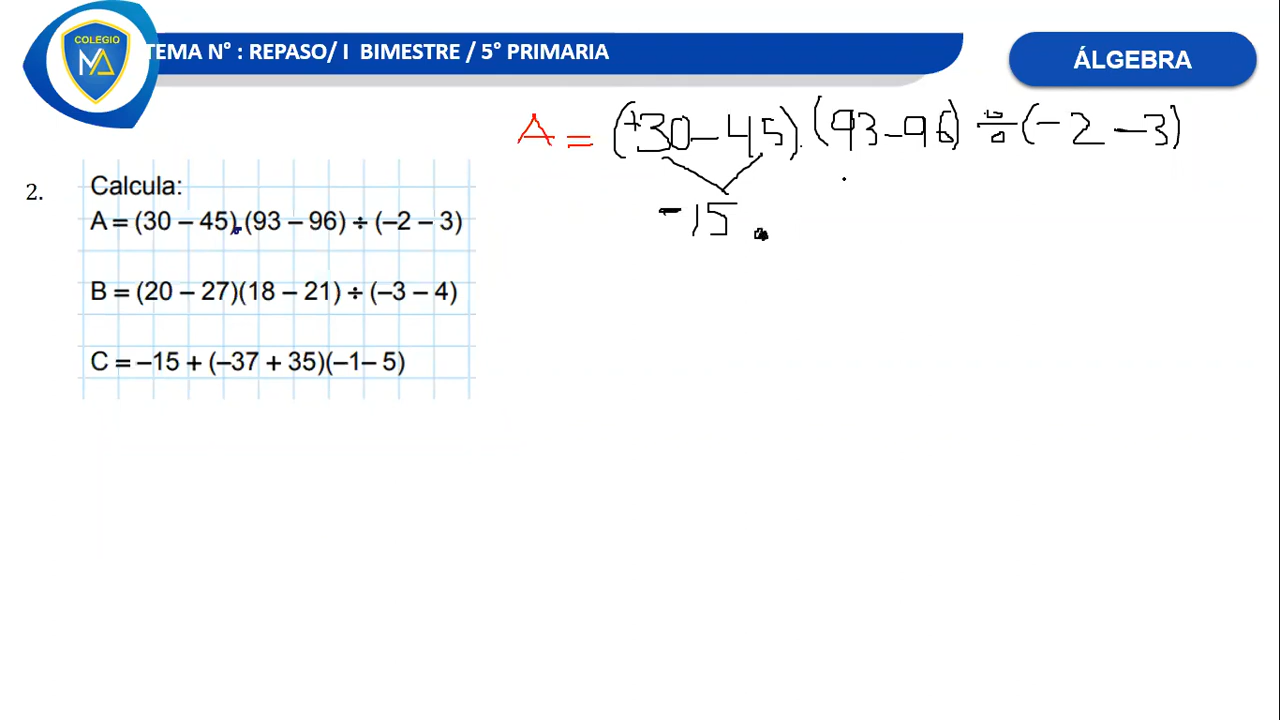 COLEGIO
MA
TEMA N° : REPASO/ I BIMESTRE / 5° PRIMARIA
ÁLGEBRA
A = (+30 – 45) . (93 – 96) ÷ (–2 – 3)
–15 .
2.
Calcula:
A = (30 – 45).(93 – 96) ÷ (–2 – 3)
B = (20 – 27)(18 – 21) ÷ (–3 – 4)
C = –15 + (–37 + 35)(–1– 5)